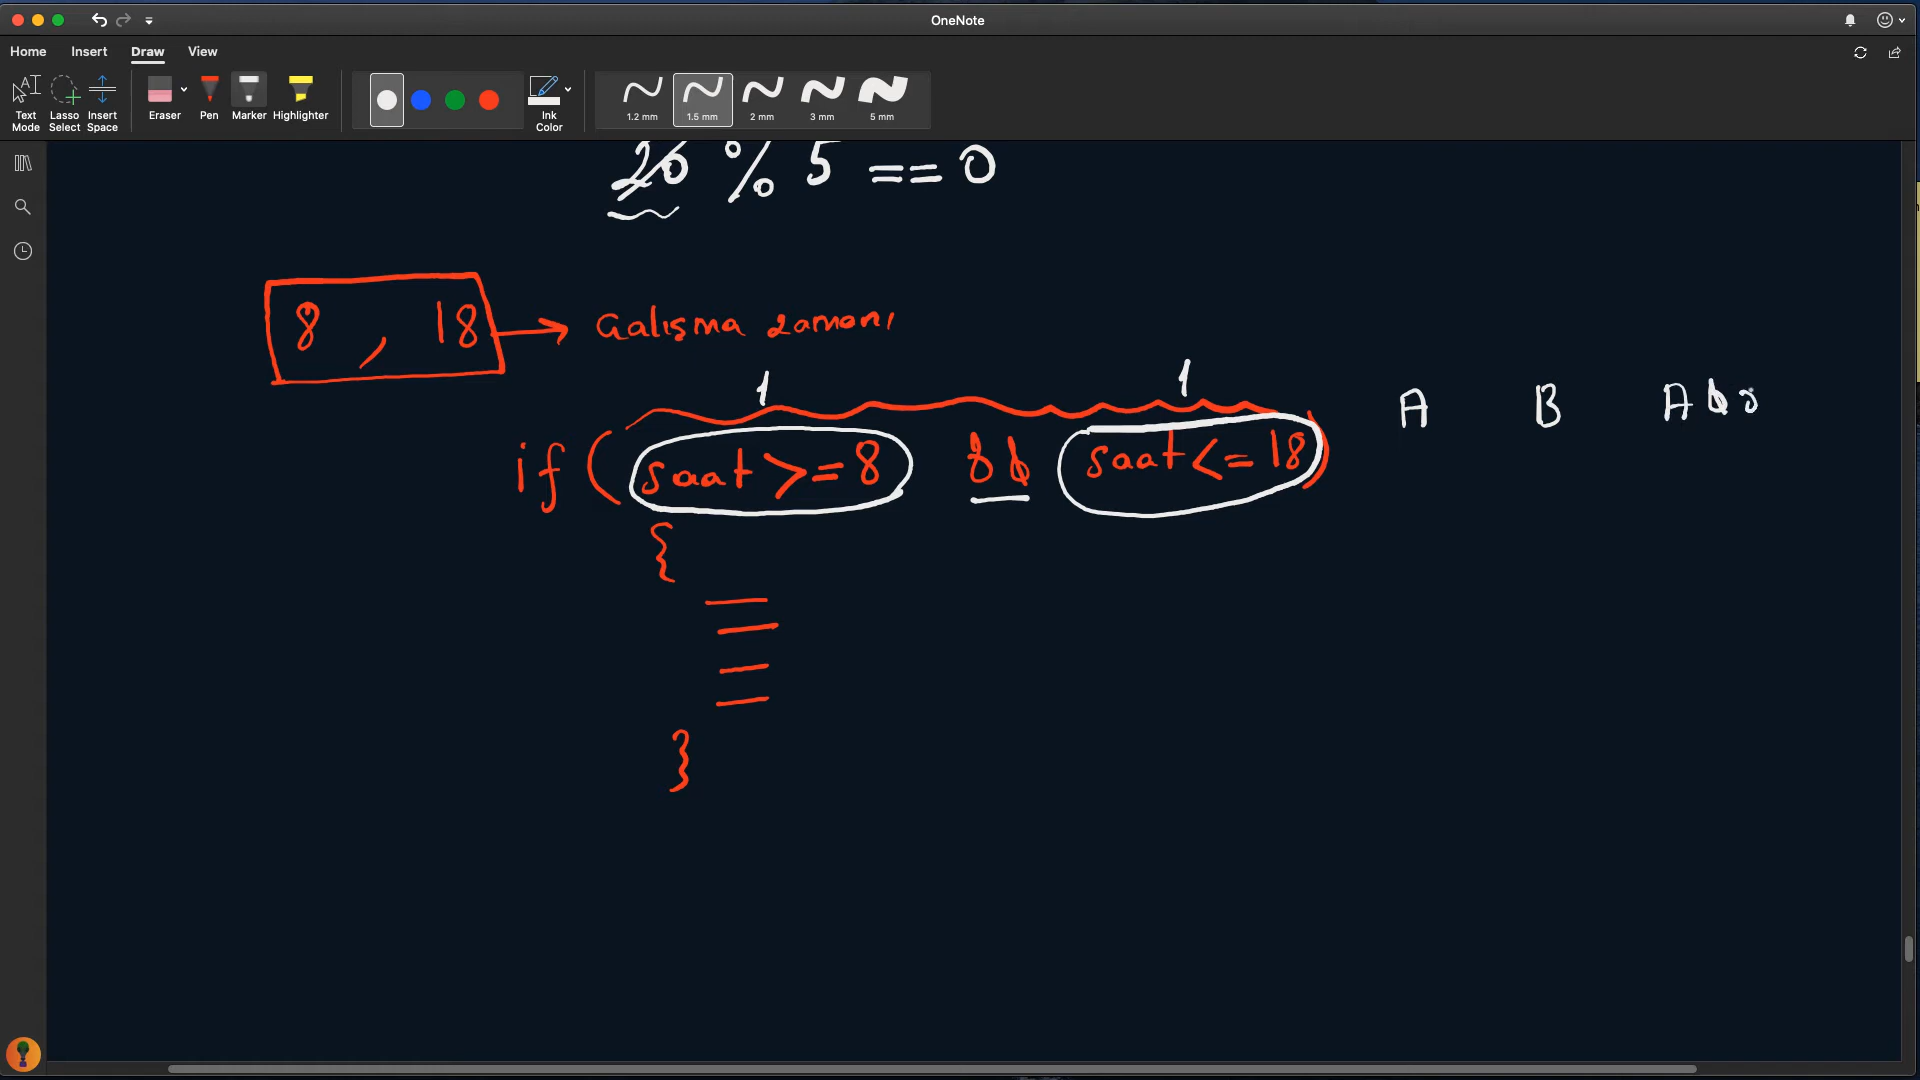 OneNote
Home Insert Draw View
Text Mode Lasso Select Insert Space Eraser Pen Marker Highlighter Ink Color 1.2 mm 1.5 mm 2 mm 3 mm 5 mm
20 % 5 == 0
8 , 18 → Çalışma zamanı
1 1
A B A &
if ( saat >= 8 && saat <= 18 )
{
}